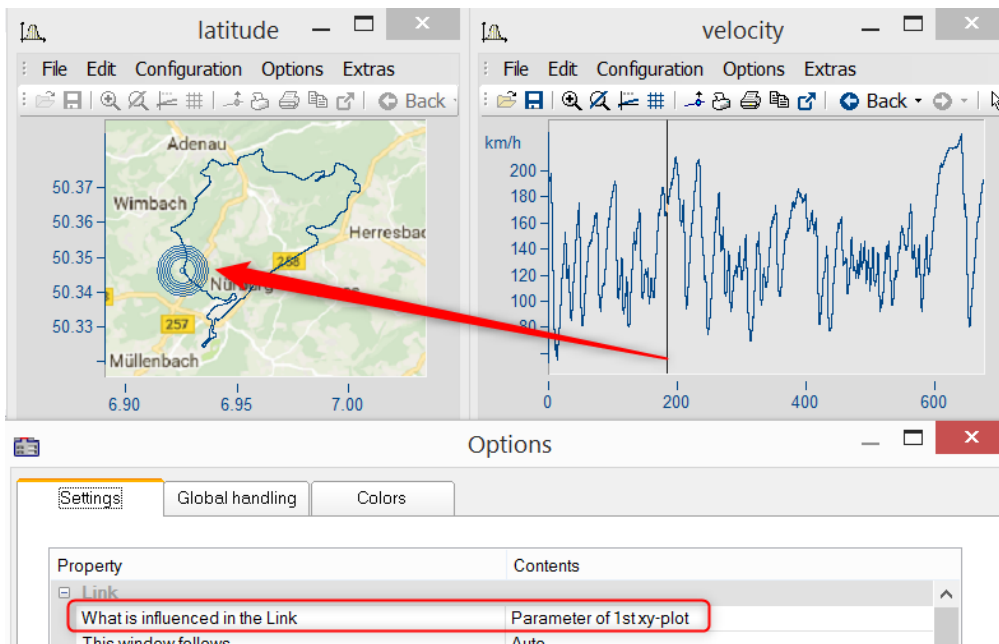 latitude
File Edit Configuration Options Extras
Back
Adenau
50.37
Wimbach
50.36
Herresbac
50.35
258
50.34
50.33
257
Müllenbach
6.90 6.95 7.00
velocity
File Edit Configuration Options Extras
Back
km/h
200
180
160
140
120
100
80
0 200 400 600
Options
Settings Global handling Colors
Property Contents
Link
What is influenced in the Link Parameter of 1st xy-plot
This window follows Auto